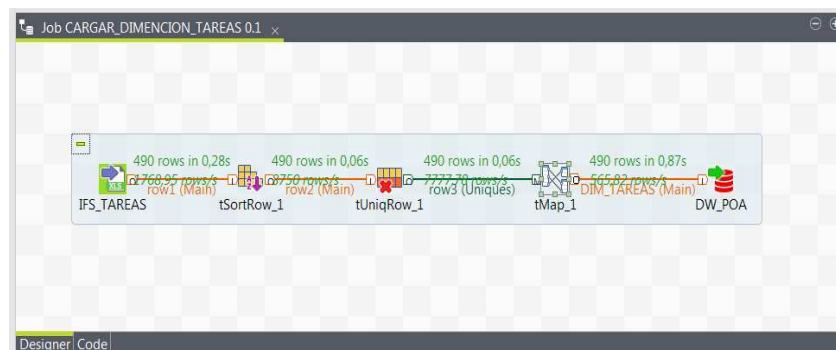 Job CARGAR_DIMENCION_TAREAS 0.1
490 rows in 0,28s 490 rows in 0,06s 490 rows in 0,06s 490 rows in 0,87s
1768,95 rows/s 8750 rows/s 7777,78 rows/s 565,82 rows/s
row1 (Main) row2 (Main) row3 (Uniques) DIM_TAREAS (Main)
IFS_TAREAS tSortRow_1 tUniqRow_1 tMap_1 DW_POA
Designer Code